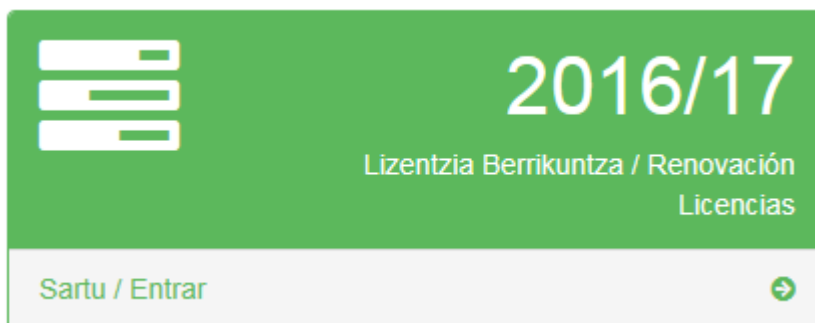 2016/17
Lizentzia Berrikuntza / Renovación
Licencias
Sartu / Entrar